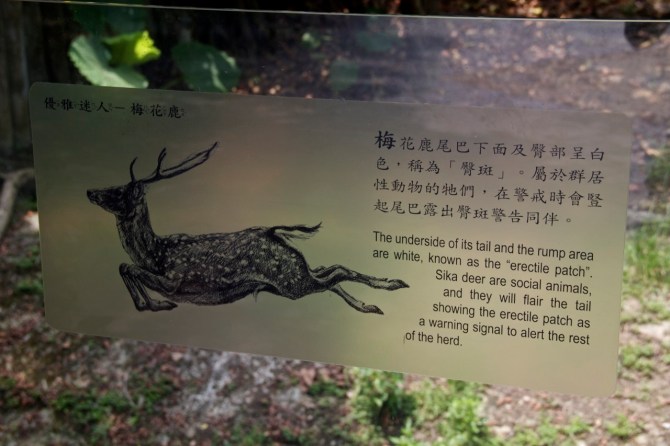 優雅迷人—梅花鹿
梅花鹿尾巴下面及臀部呈白
色，稱為「臀斑」。屬於群居
性動物的牠們，在警戒時會豎
起尾巴露出臀斑警告同伴。
The underside of its tail and the rump area
are white, known as the “erectile patch”.
Sika deer are social animals,
and they will flair the tail
showing the erectile patch as
a warning signal to alert the rest
of the herd.